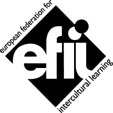 european federation for
efil
intercultural learning